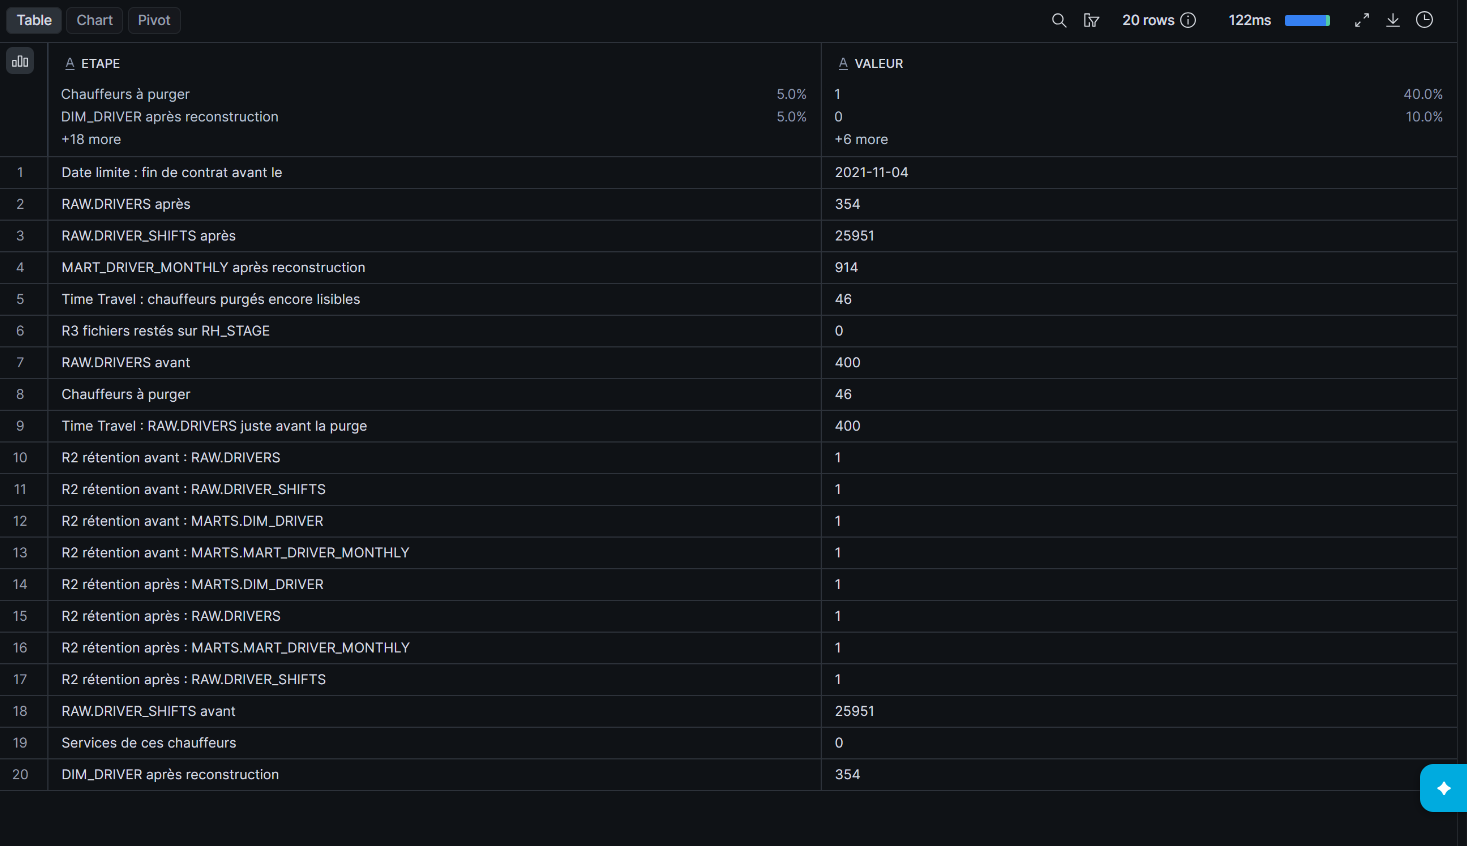 Table Chart Pivot 20 rows 122ms
A ETAPE A VALEUR
Chauffeurs à purger 5.0% 1 40.0%
DIM_DRIVER après reconstruction 5.0% 0 10.0%
+18 more +6 more
1 Date limite : fin de contrat avant le 2021-11-04
2 RAW.DRIVERS après 354
3 RAW.DRIVER_SHIFTS après 25951
4 MART_DRIVER_MONTHLY après reconstruction 914
5 Time Travel : chauffeurs purgés encore lisibles 46
6 R3 fichiers restés sur RH_STAGE 0
7 RAW.DRIVERS avant 400
8 Chauffeurs à purger 46
9 Time Travel : RAW.DRIVERS juste avant la purge 400
10 R2 rétention avant : RAW.DRIVERS 1
11 R2 rétention avant : RAW.DRIVER_SHIFTS 1
12 R2 rétention avant : MARTS.DIM_DRIVER 1
13 R2 rétention avant : MARTS.MART_DRIVER_MONTHLY 1
14 R2 rétention après : MARTS.DIM_DRIVER 1
15 R2 rétention après : RAW.DRIVERS 1
16 R2 rétention après : MARTS.MART_DRIVER_MONTHLY 1
17 R2 rétention après : RAW.DRIVER_SHIFTS 1
18 RAW.DRIVER_SHIFTS avant 25951
19 Services de ces chauffeurs 0
20 DIM_DRIVER après reconstruction 354